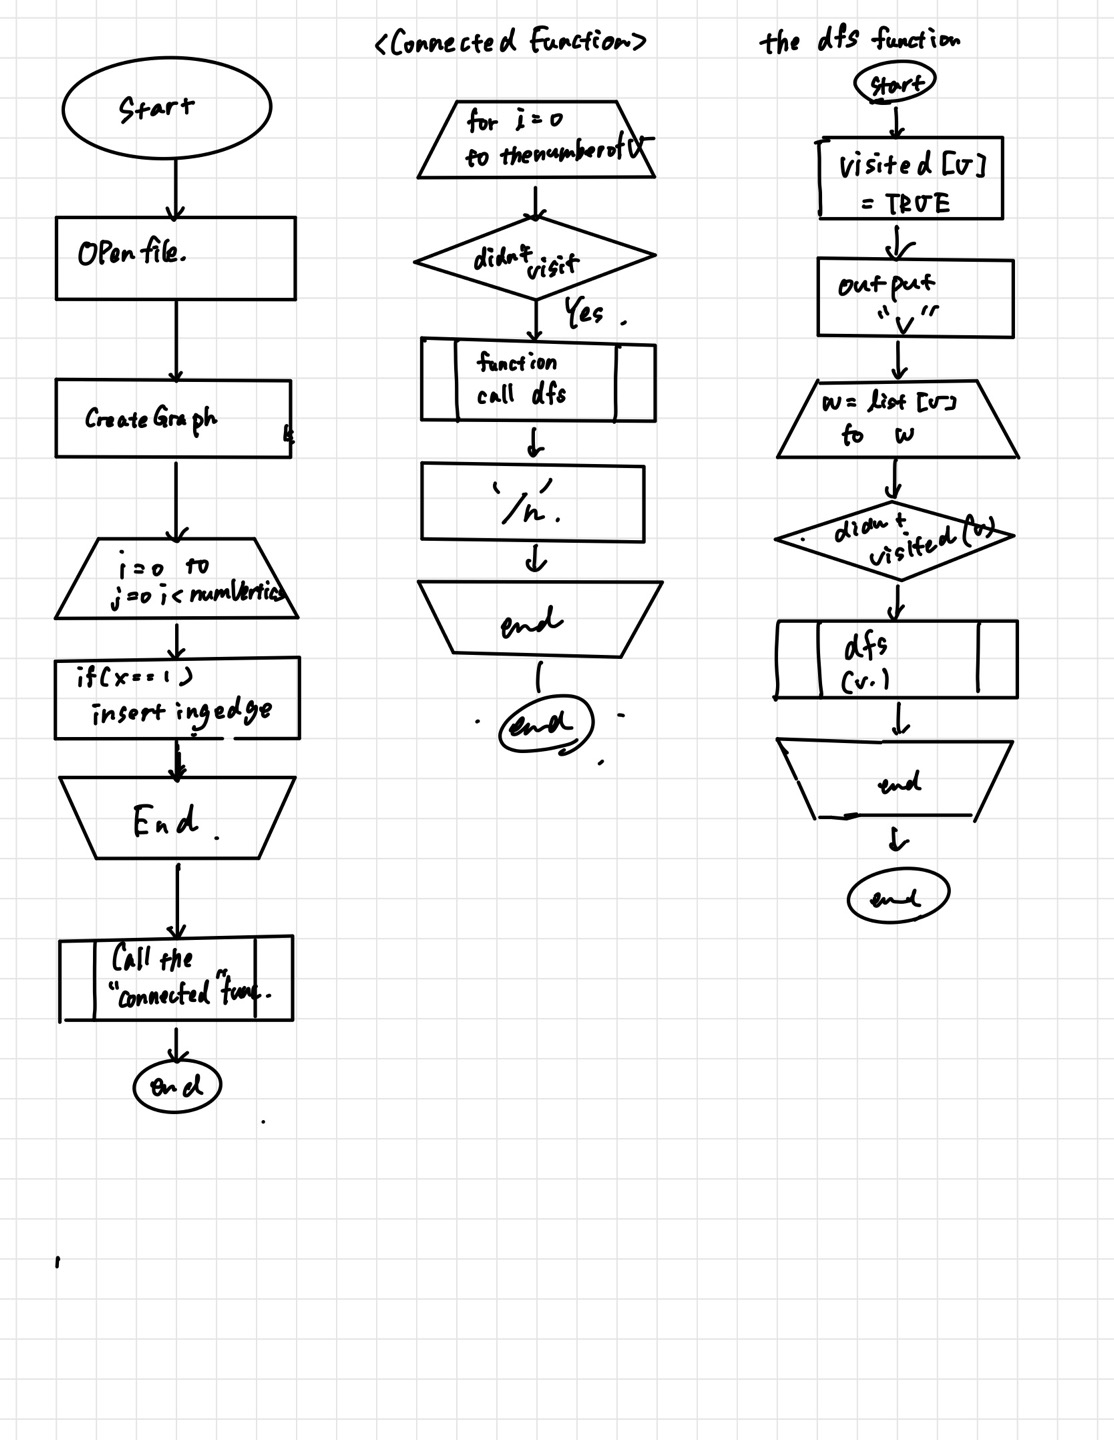 Start
OPen file.
Create Graph
i=0 to
j=0 i< numVertics
if(x==1)
insert ingedge
End.
Call the
"connected" func.
end
<Connected Function>
for i=0
to thenumberof V
didn't
visit
Yes.
function
call dfs
'/n'.
end
end
the dfs function
Start
visited [v]
= TRUE
output
"v"
w = list [v]
to w
didn t
visited (v)
dfs
(v.)
end
end